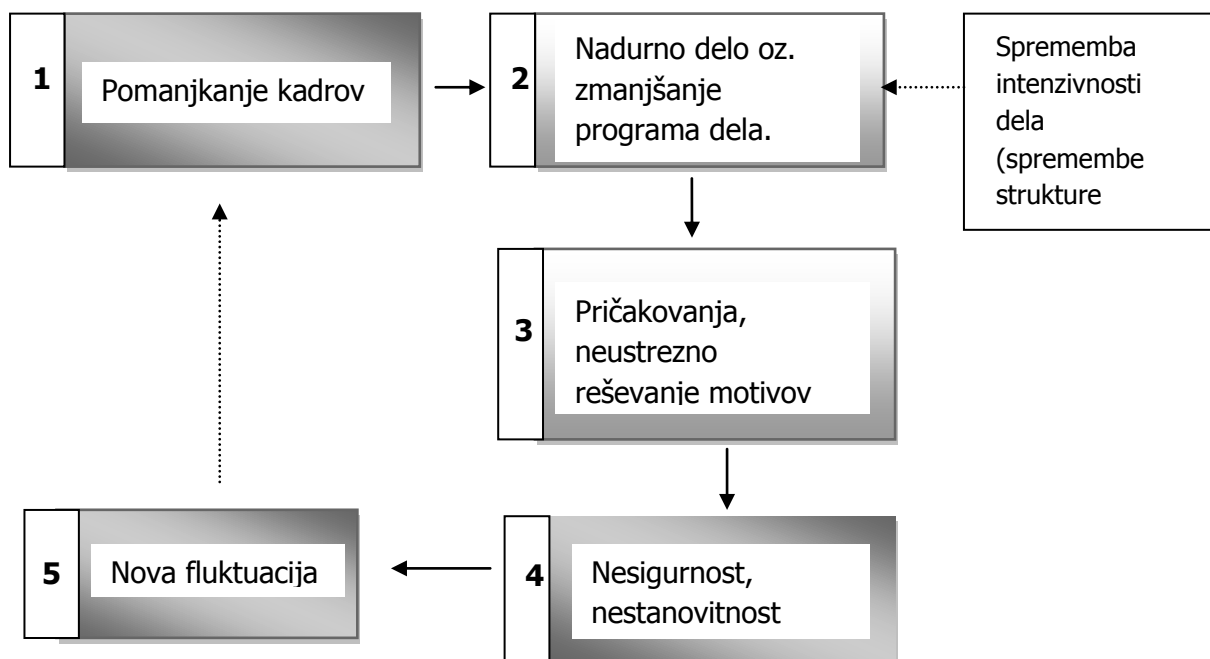 1
Pomanjkanje kadrov
2
Nadurno delo oz.
zmanjšanje
programa dela.
Sprememba
intenzivnosti
dela
(spremembe
strukture
3
Pričakovanja,
neustrezno
reševanje motivov
4
Nesigurnost,
nestanovitnost
5
Nova fluktuacija